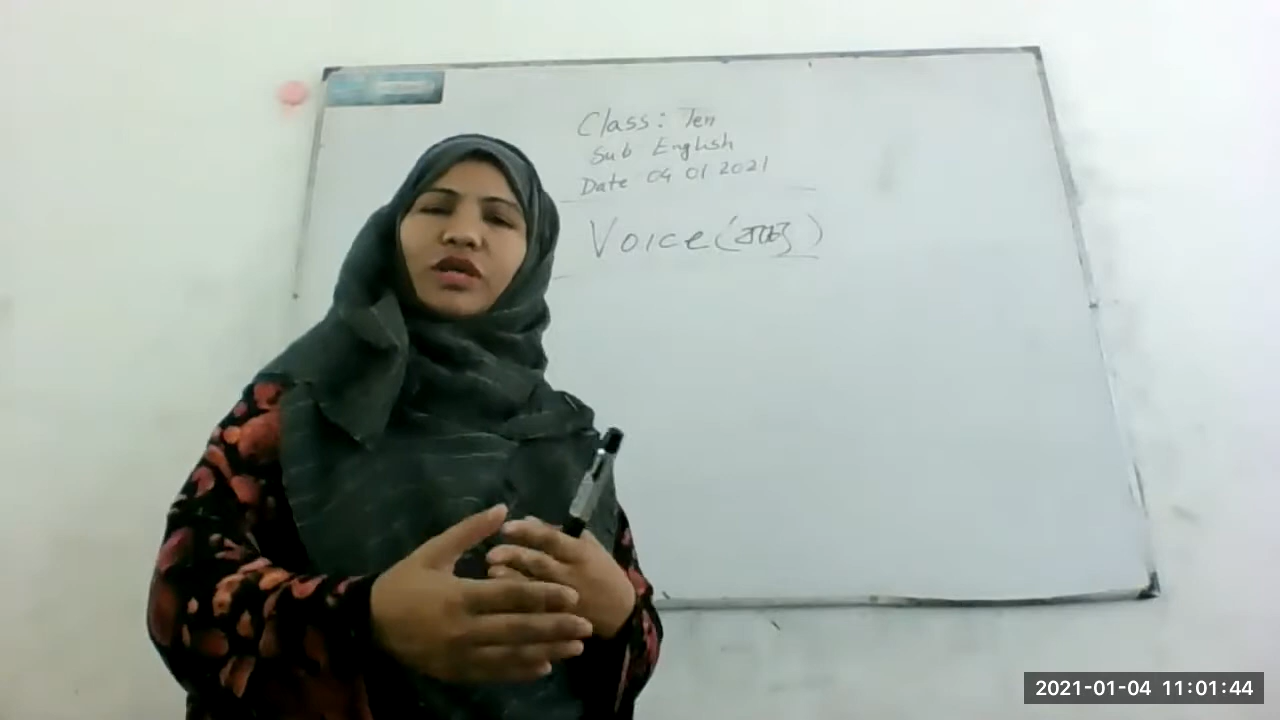 Class: Ten
Sub English
Date 04 01 2021
Voice (বাচ্য)
2021-01-04 11:01:44